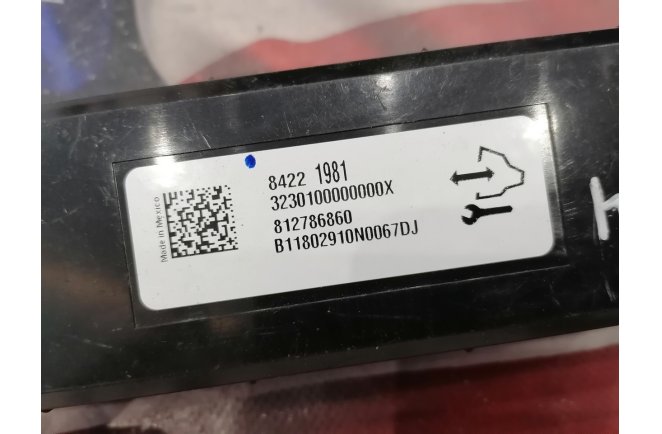 Made in Mexico
8422 1981
3230100000000X
812786860
B11802910N0067DJ